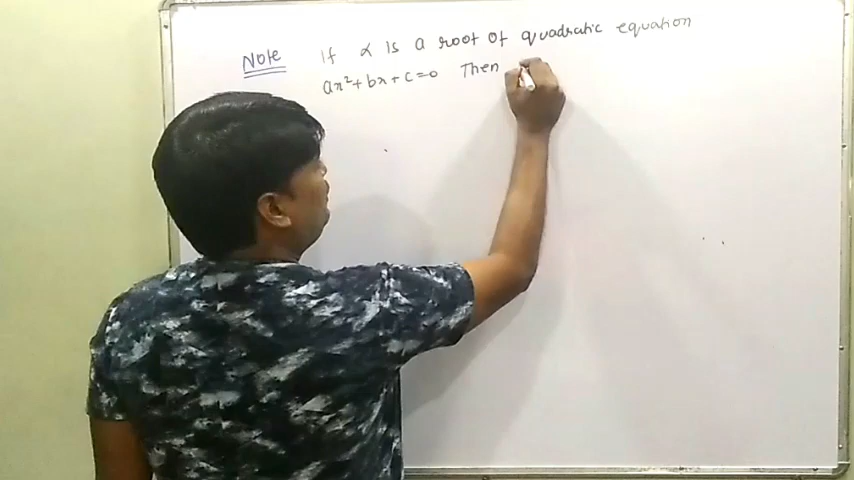 Note If α is a root of quadratic equation
ax²+bx+c=0 Then